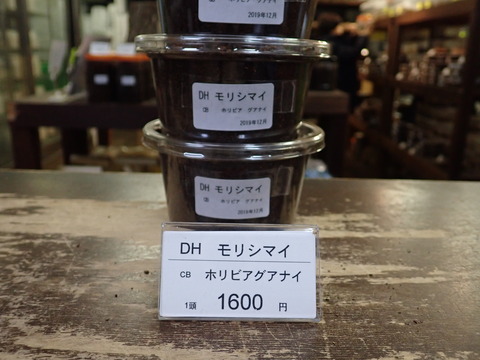 2019年12月
DH モリシマイ
CB ホリビア グアナイ
2019年12月
DH モリシマイ
CB ホリビア グアナイ
2019年12月
DH モリシマイ
CB ホリビアグアナイ
1頭 1600 円